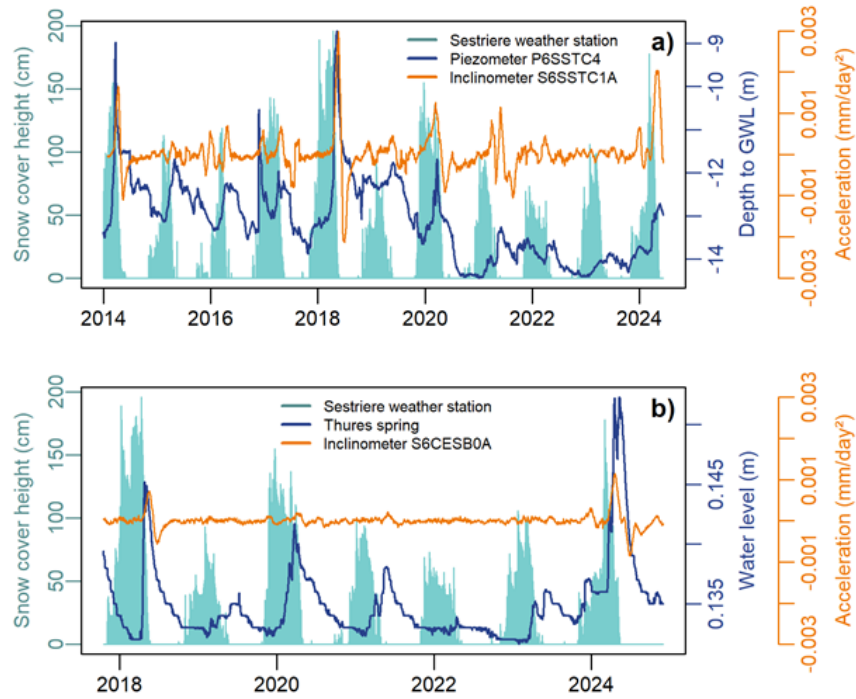 Snow cover height (cm)
200
150
100
50
0
Sestriere weather station
Piezometer P6SSTC4
Inclinometer S6SSTC1A
a)
-9
-10
-12
-14
Depth to GWL (m)
0.003
0.001
-0.001
-0.003
Acceleration (mm/day²)
2014
2016
2018
2020
2022
2024
Snow cover height (cm)
200
150
100
50
0
Sestriere weather station
Thures spring
Inclinometer S6CESB0A
b)
0.145
0.135
Water level (m)
0.003
0.001
-0.001
-0.003
Acceleration (mm/day²)
2018
2020
2022
2024